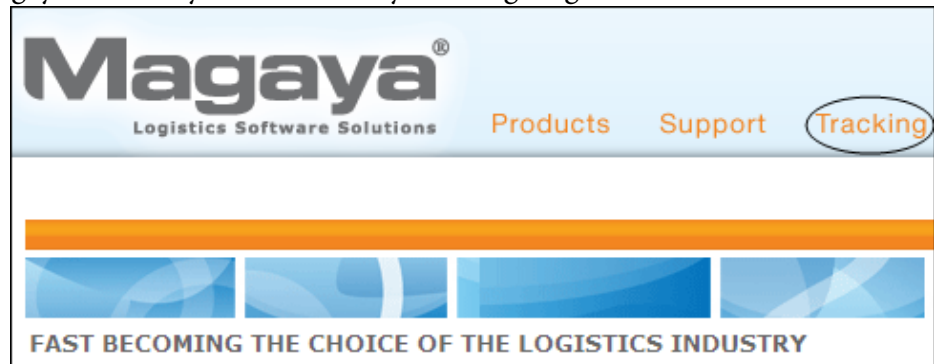 Magaya®
Logistics Software Solutions
Products Support Tracking
FAST BECOMING THE CHOICE OF THE LOGISTICS INDUSTRY